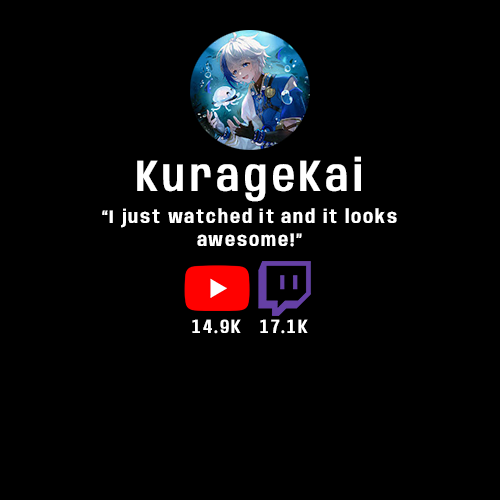 KurageKai
“I just watched it and it looks
awesome!”
14.9K 17.1K